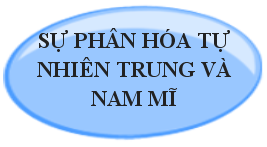 SỰ PHÂN HÓA TỰ
NHIÊN TRUNG VÀ
NAM MĨ